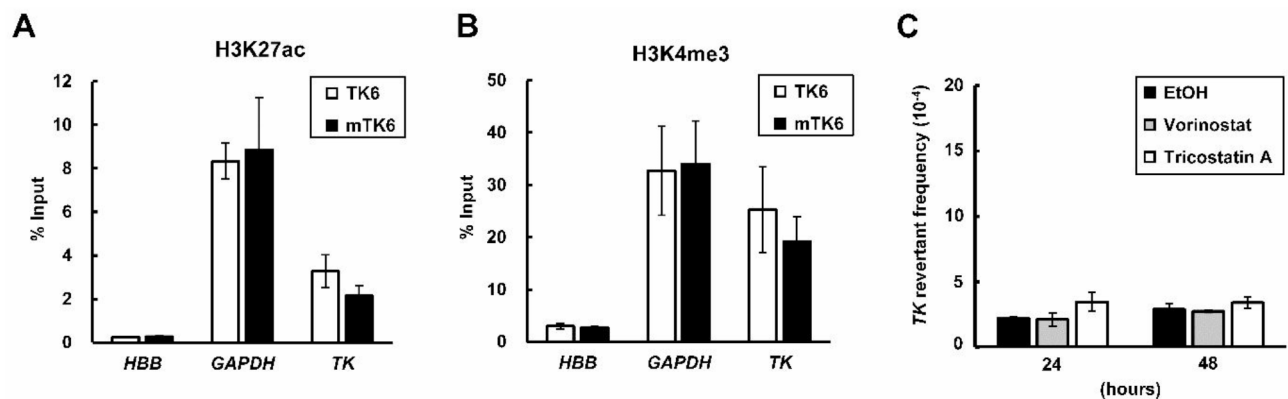 A
H3K27ac
% Input
12
10
8
6
4
2
0
TK6
mTK6
HBB GAPDH TK
B
H3K4me3
% Input
50
40
30
20
10
0
TK6
mTK6
HBB GAPDH TK
C
TK revertant frequency (10⁻⁴)
20
15
10
5
0
EtOH
Vorinostat
Tricostatin A
24 48
(hours)